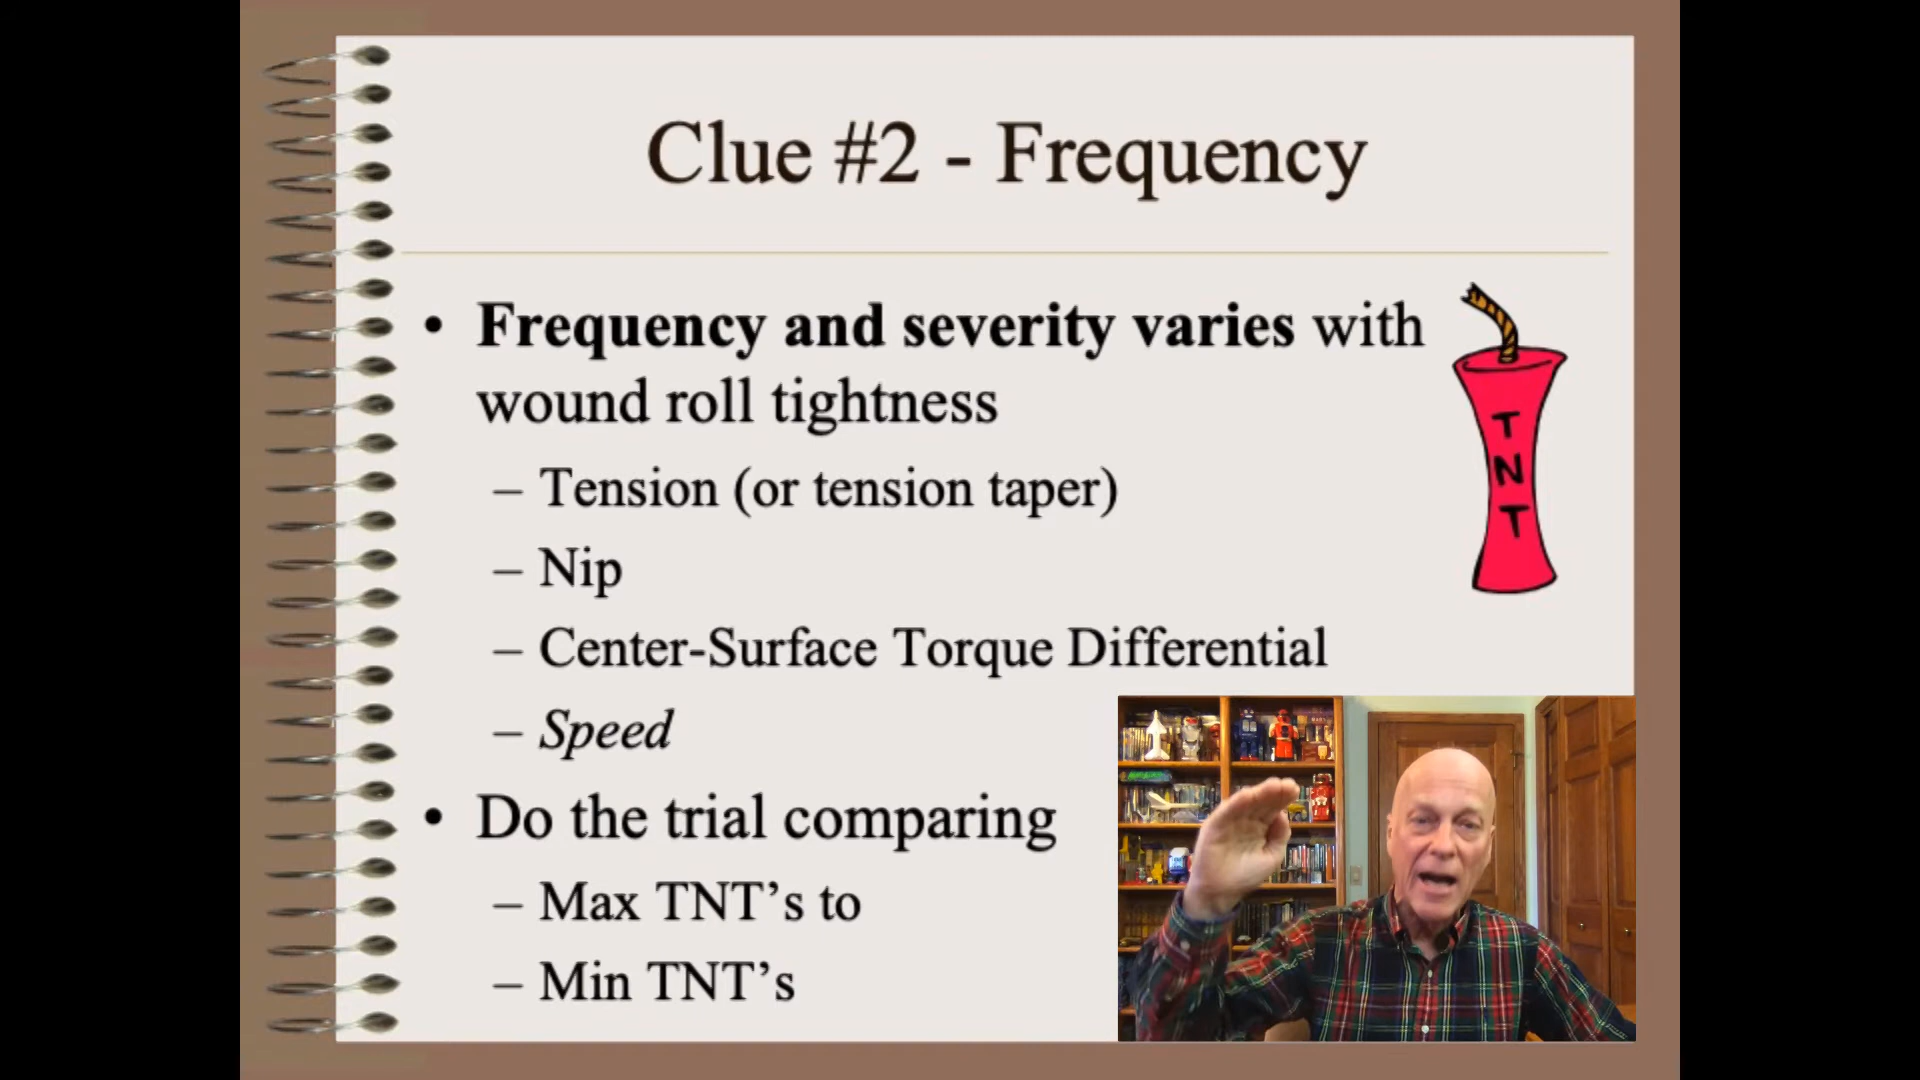 Clue #2 - Frequency
• Frequency and severity varies with
wound roll tightness
– Tension (or tension taper)
– Nip
– Center-Surface Torque Differential
– Speed
• Do the trial comparing
– Max TNT's to
– Min TNT's
T
N
T